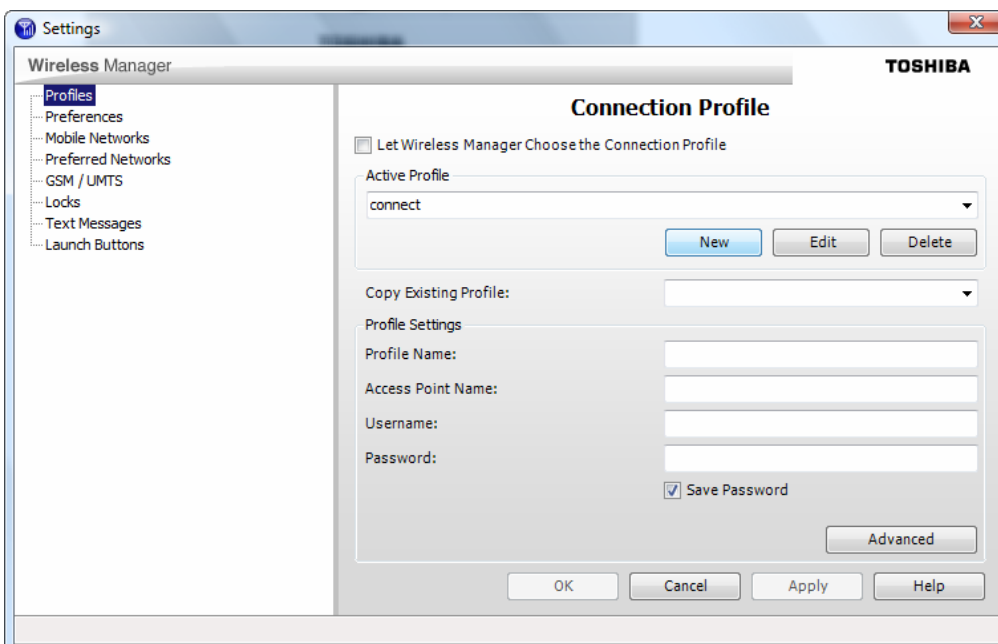 Settings
Wireless Manager
TOSHIBA
Profiles
Preferences
Mobile Networks
Preferred Networks
GSM / UMTS
Locks
Text Messages
Launch Buttons
Connection Profile
Let Wireless Manager Choose the Connection Profile
Active Profile
connect
New Edit Delete
Copy Existing Profile:
Profile Settings
Profile Name:
Access Point Name:
Username:
Password:
Save Password
Advanced
OK Cancel Apply Help